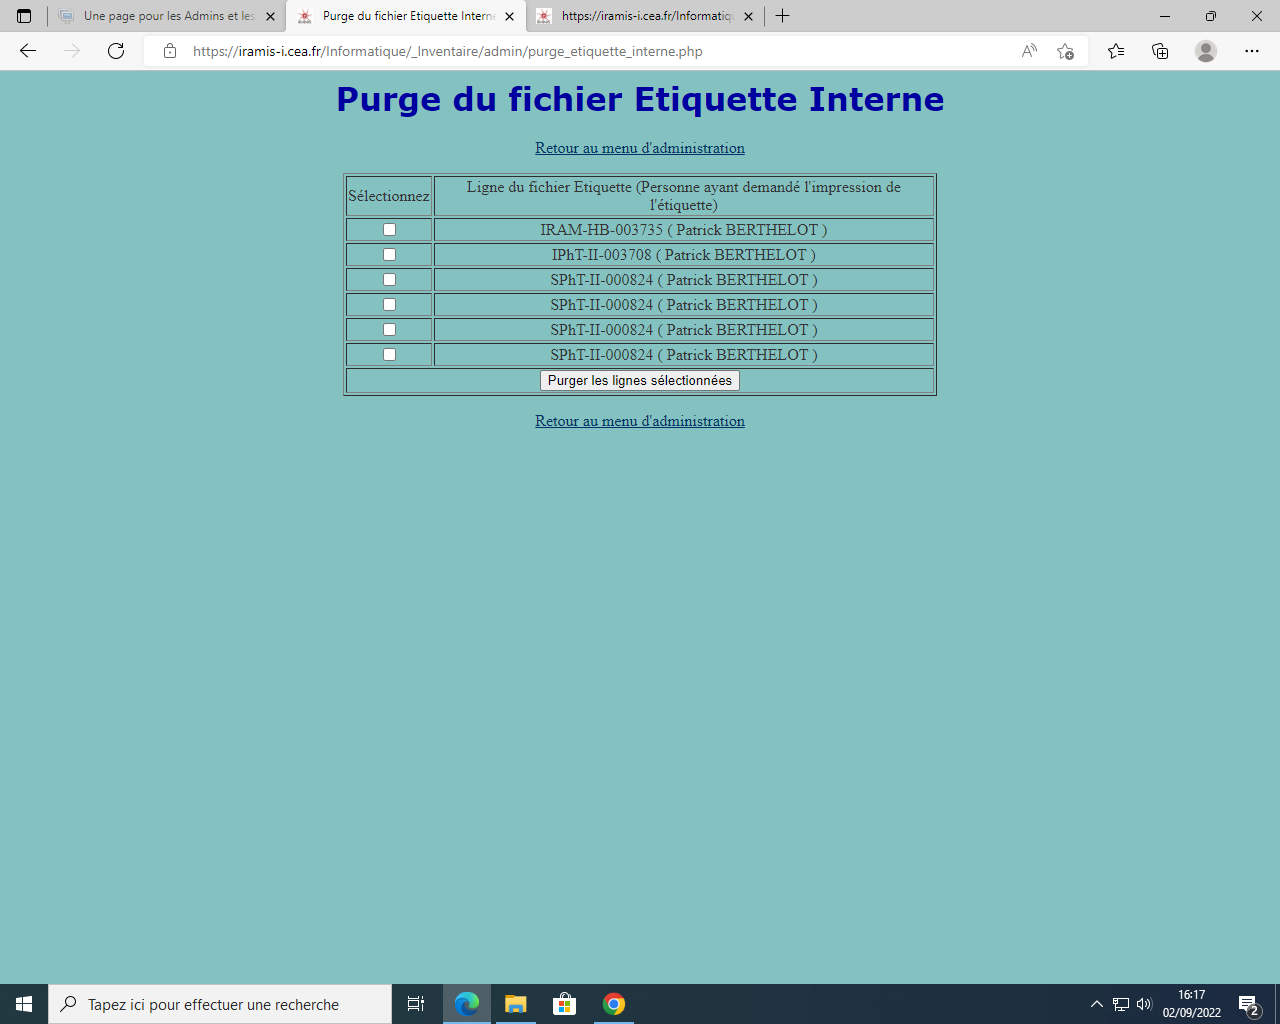 Une page pour les Admins et les
Purge du fichier Etiquette Interne
https://iramis-i.cea.fr/Informatiq
https://iramis-i.cea.fr/Informatique/_Inventaire/admin/purge_etiquette_interne.php
Purge du fichier Etiquette Interne
Retour au menu d'administration
Sélectionnez
Ligne du fichier Etiquette (Personne ayant demandé l'impression de
l'étiquette)
IRAM-HB-003735 ( Patrick BERTHELOT )
IPhT-II-003708 ( Patrick BERTHELOT )
SPhT-II-000824 ( Patrick BERTHELOT )
SPhT-II-000824 ( Patrick BERTHELOT )
SPhT-II-000824 ( Patrick BERTHELOT )
SPhT-II-000824 ( Patrick BERTHELOT )
Purger les lignes sélectionnées
Retour au menu d'administration
Tapez ici pour effectuer une recherche
16:17
02/09/2022
2